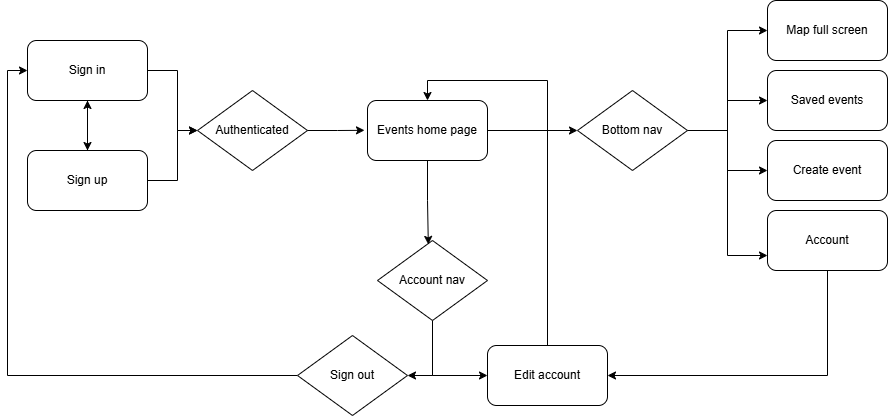 Map full screen
Sign in
Saved events
Authenticated
Events home page
Bottom nav
Sign up
Create event
Account
Account nav
Sign out
Edit account